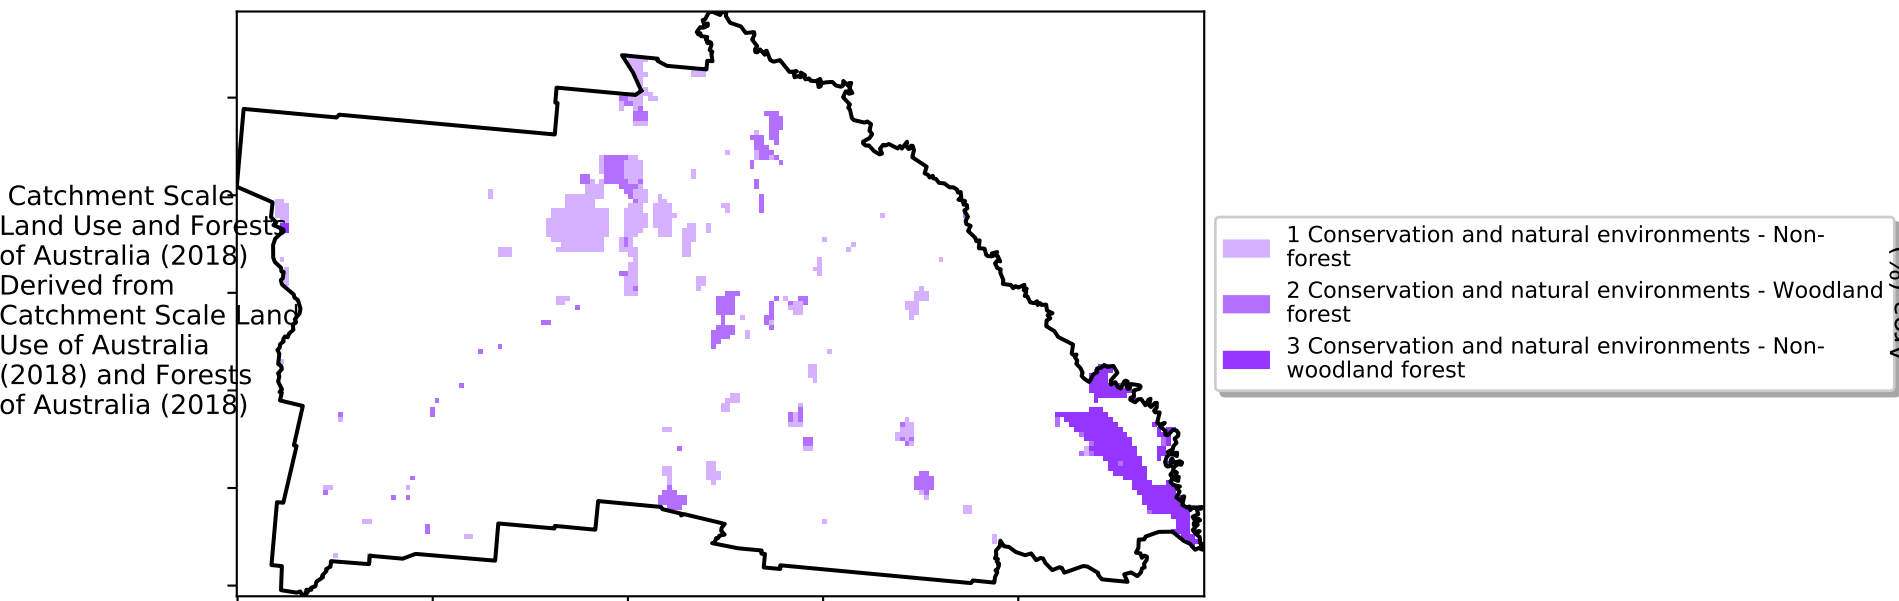 Catchment Scale
Land Use and Forests
of Australia (2018)
Derived from
Catchment Scale Land
Use of Australia
(2018) and Forests
of Australia (2018)
1 Conservation and natural environments - Non-
forest
2 Conservation and natural environments - Woodland
forest
3 Conservation and natural environments - Non-
woodland forest